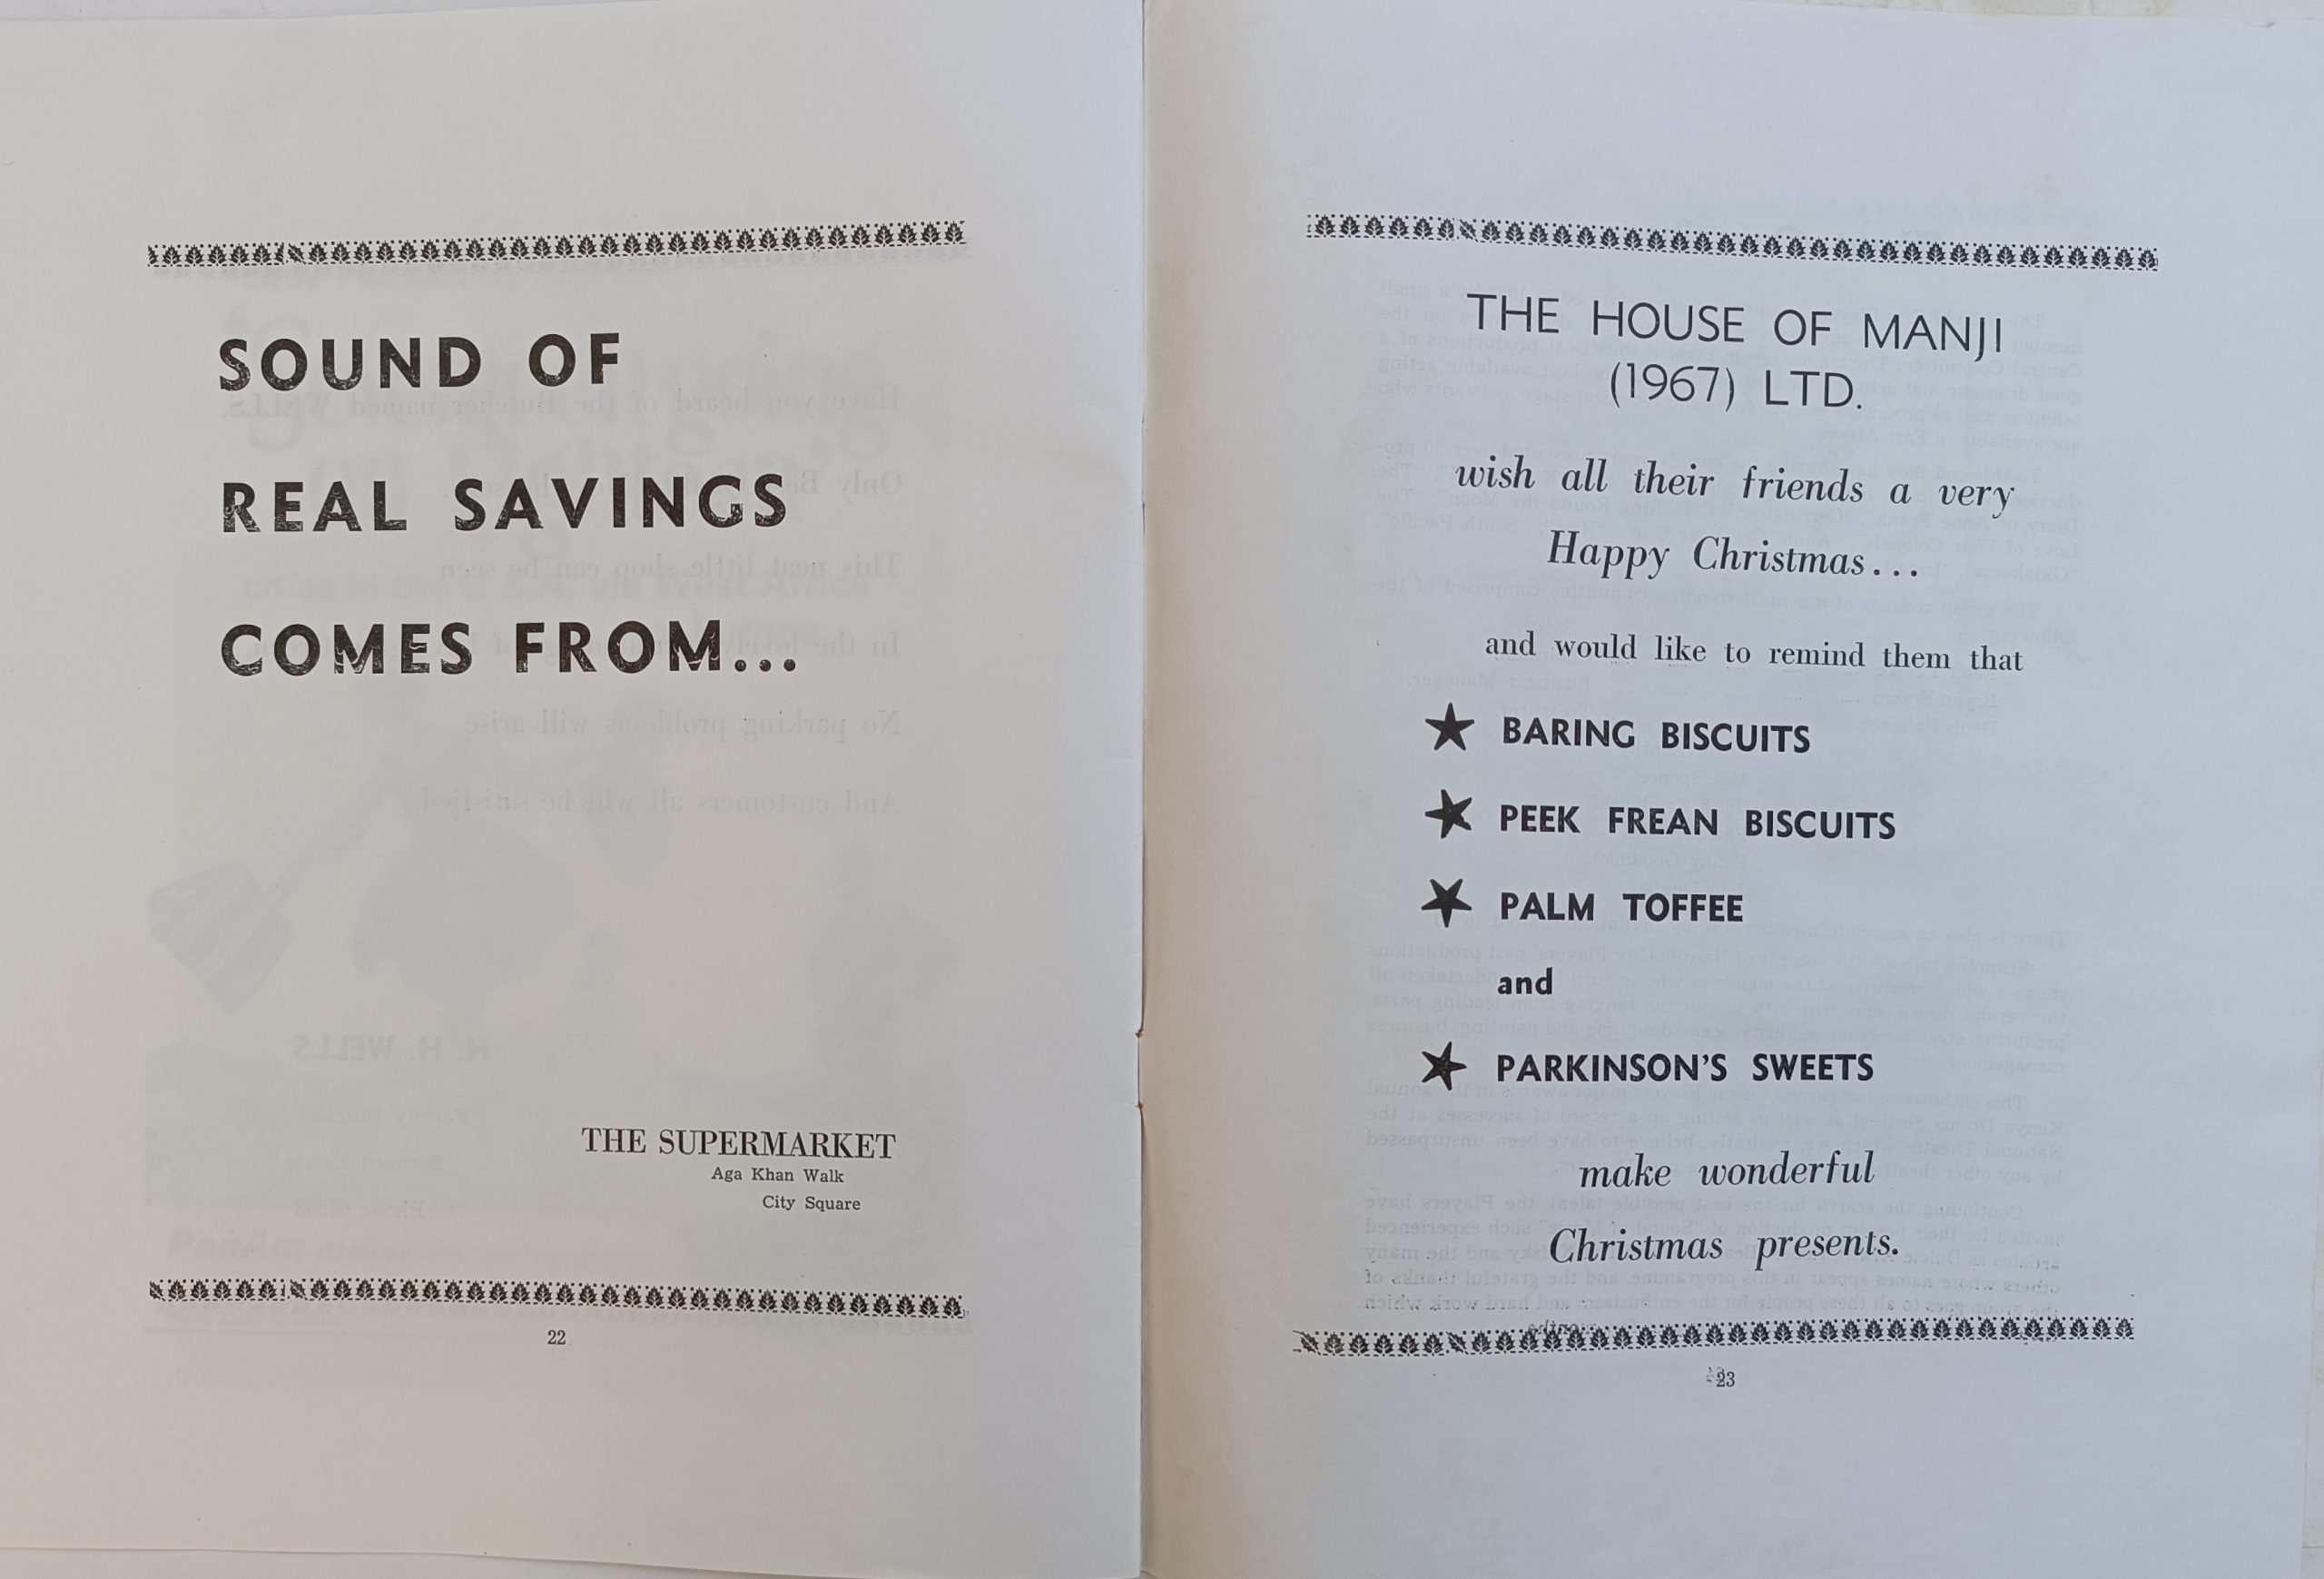 SOUND OF
REAL SAVINGS
COMES FROM...
THE SUPERMARKET
Aga Khan Walk
City Square
22
THE HOUSE OF MANJI
(1967) LTD.
wish all their friends a very
Happy Christmas...
and would like to remind them that
★ BARING BISCUITS
★ PEEK FREAN BISCUITS
★ PALM TOFFEE
and
★ PARKINSON'S SWEETS
make wonderful
Christmas presents.
23